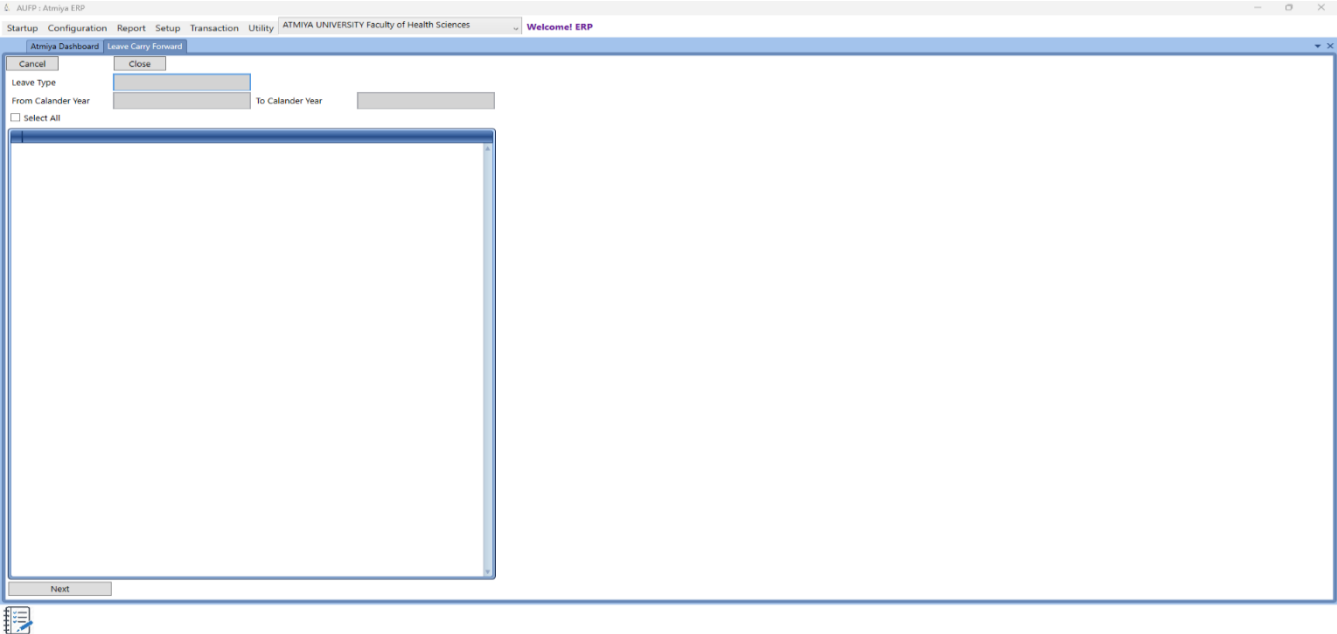 AUFP : Atmiya ERP
Startup Configuration Report Setup Transaction Utility ATMIYA UNIVERSITY Faculty of Health Sciences Welcome! ERP
Atmiya Dashboard Leave Carry Forward
Cancel Close
Leave Type
From Calander Year To Calander Year
Select All
Next